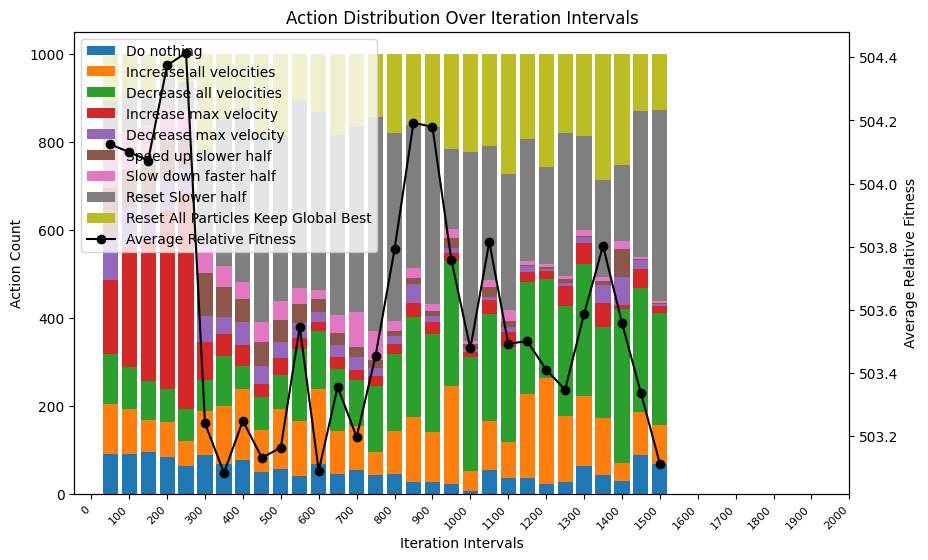 Action Distribution Over Iteration Intervals
Do nothing
Increase all velocities
Decrease all velocities
Increase max velocity
Decrease max velocity
Speed up slower half
Slow down faster half
Reset Slower half
Reset All Particles Keep Global Best
Average Relative Fitness
Action Count
1000
800
600
400
200
0
504.4
504.2
504.0
503.8
503.6
503.4
503.2
Average Relative Fitness
0 100 200 300 400 500 600 700 800 900 1000 1100 1200 1300 1400 1500 1600 1700 1800 1900 2000
Iteration Intervals